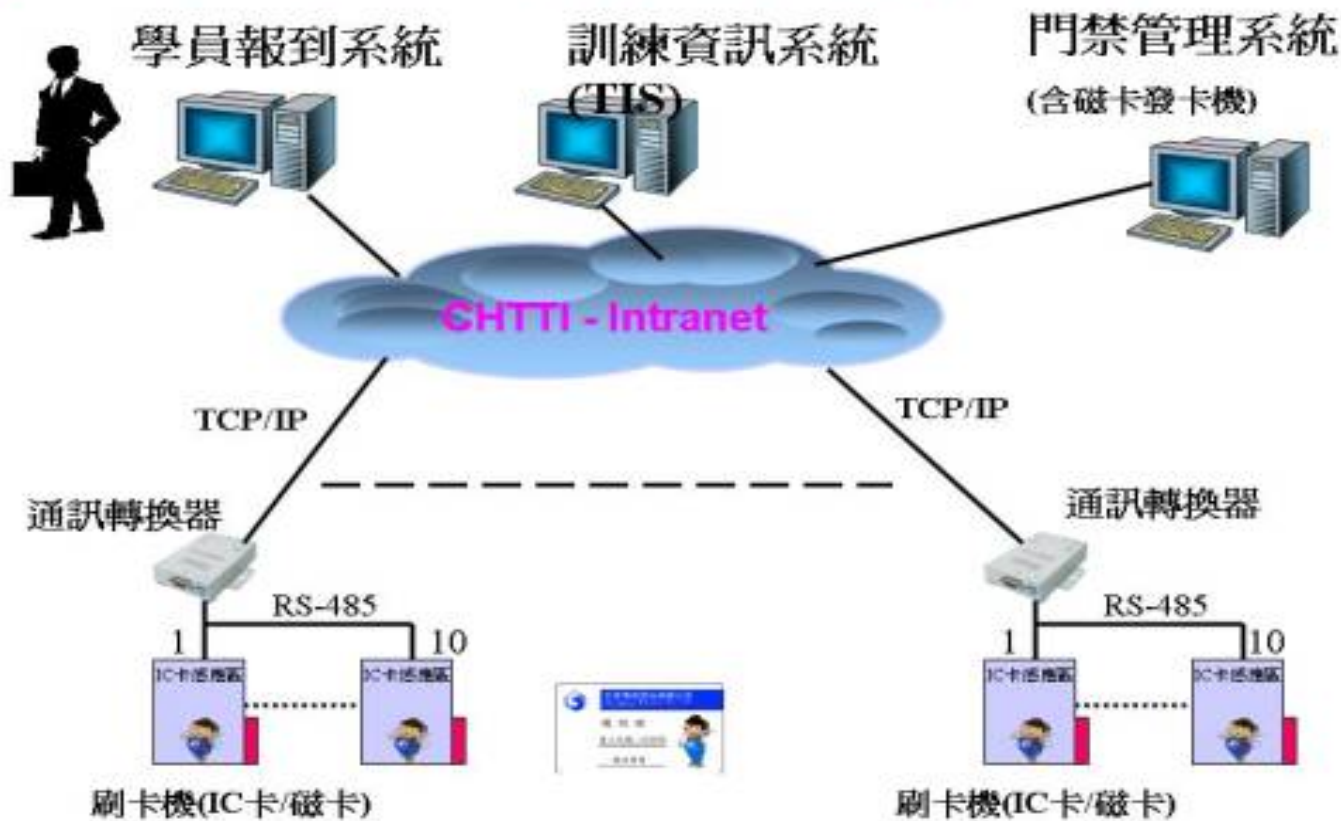 學員報到系統
訓練資訊系統
(TIS)
門禁管理系統
(含磁卡發卡機)
CHTTI - Intranet
TCP/IP
TCP/IP
通訊轉換器
通訊轉換器
RS-485
1
10
RS-485
1
10
IC卡感應區
IC卡感應區
IC卡感應區
IC卡感應區
刷卡機(IC卡/磁卡)
刷卡機(IC卡/磁卡)